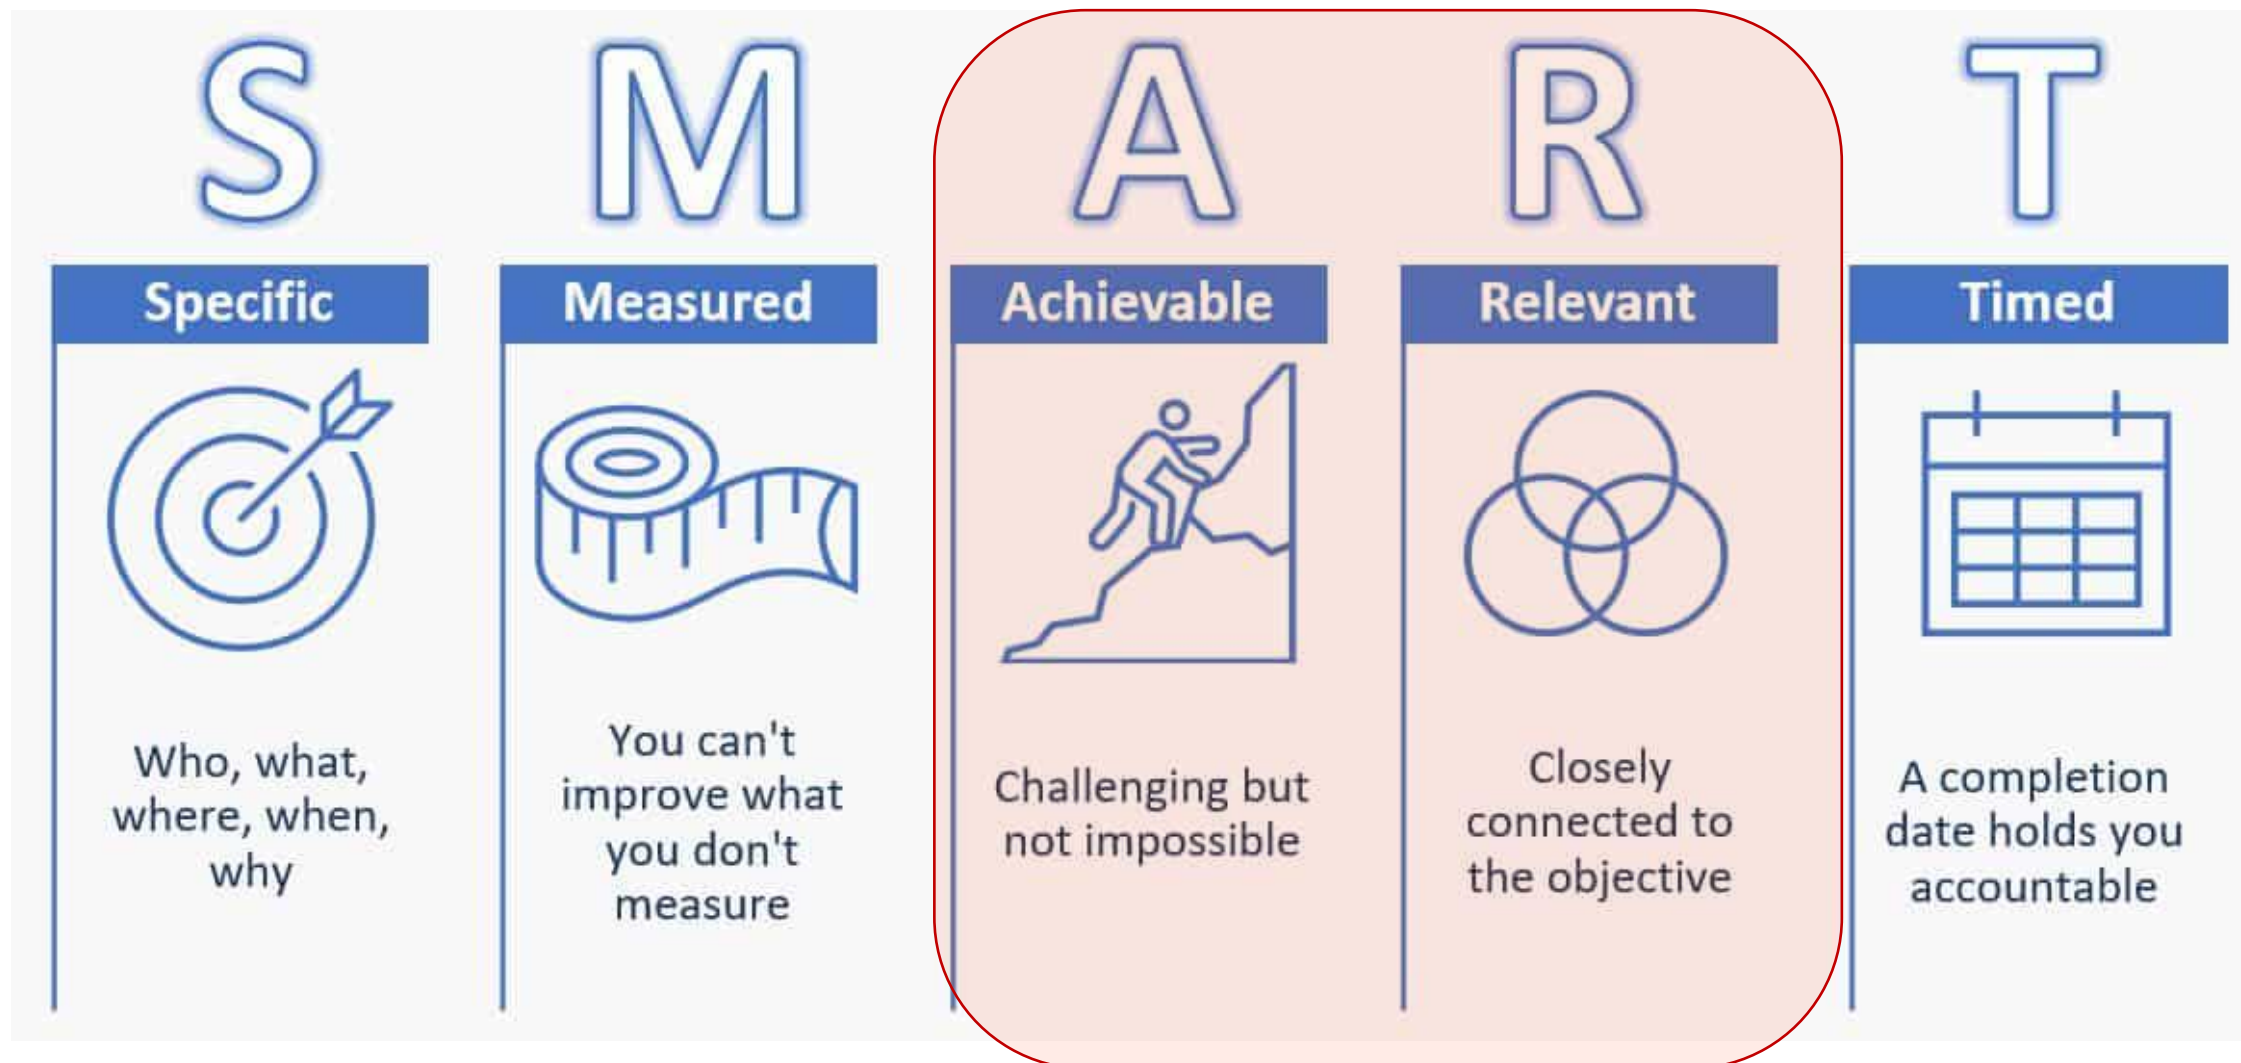 S
M
A
R
T
Specific
Measured
Achievable
Relevant
Timed
Who, what,
where, when,
why
You can't
improve what
you don't
measure
Challenging but
not impossible
Closely
connected to
the objective
A completion
date holds you
accountable